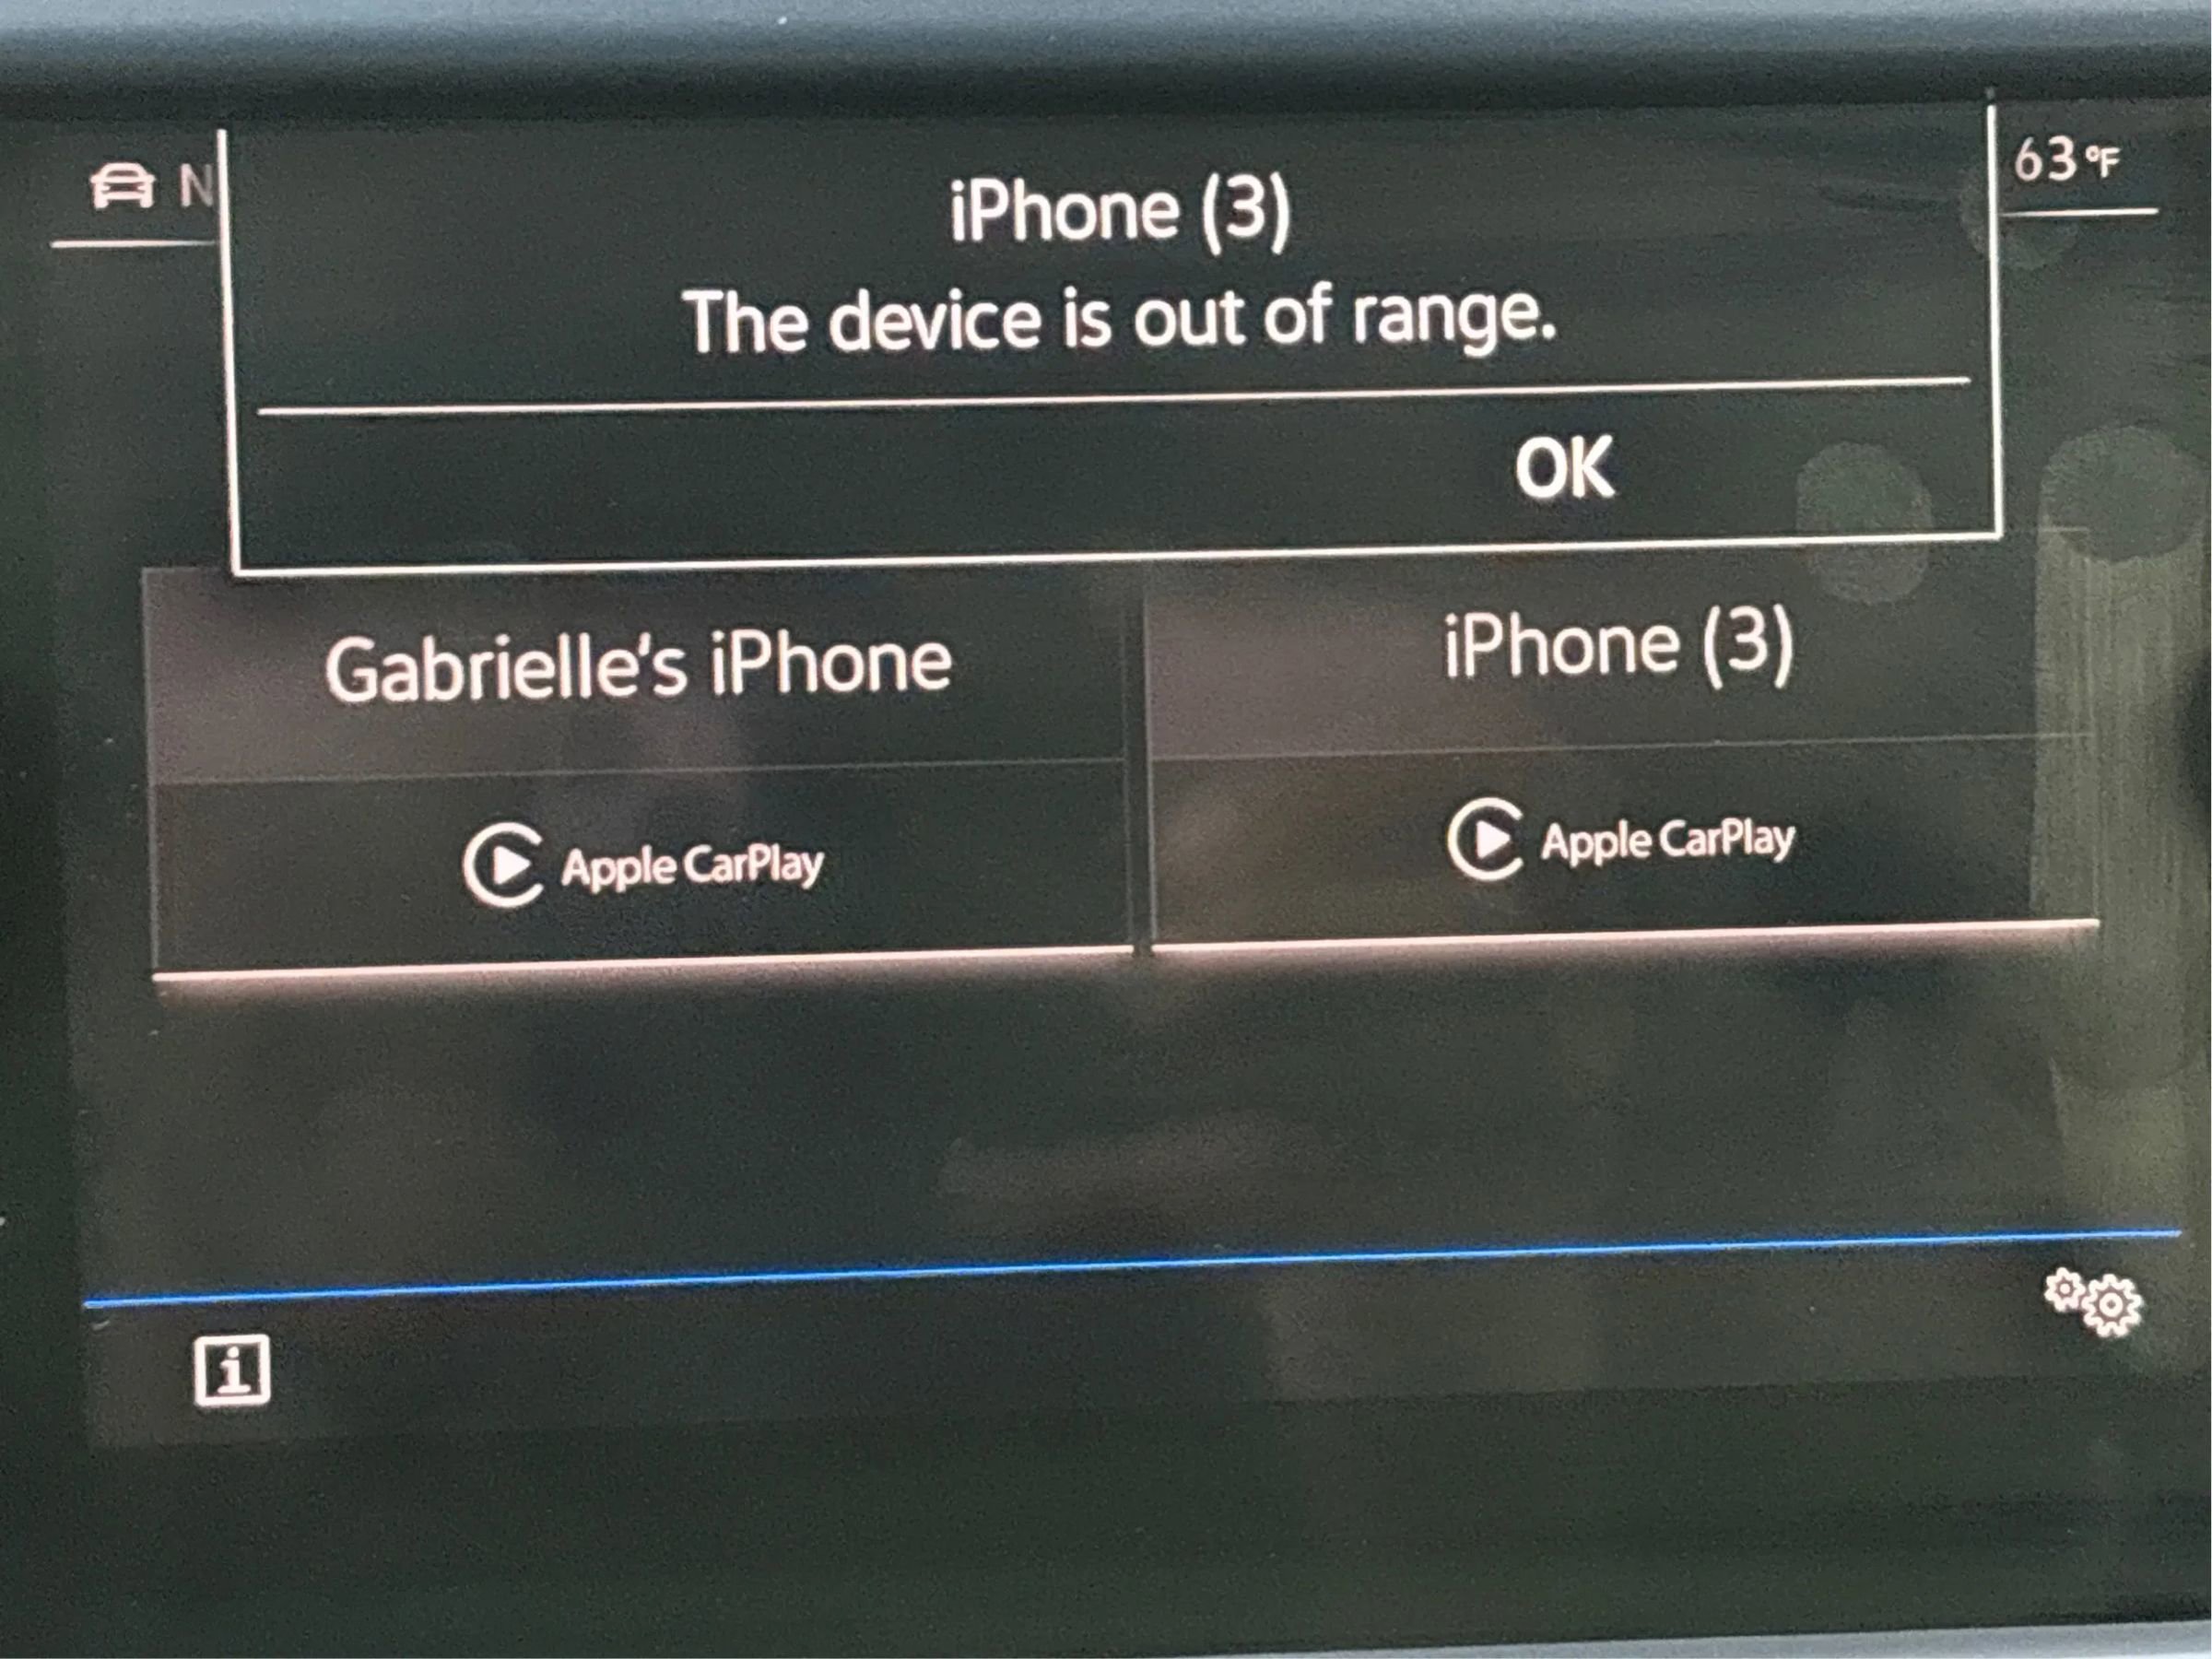 N
63 °F
iPhone (3)
The device is out of range.
OK
Gabrielle's iPhone
iPhone (3)
Apple CarPlay
Apple CarPlay
i